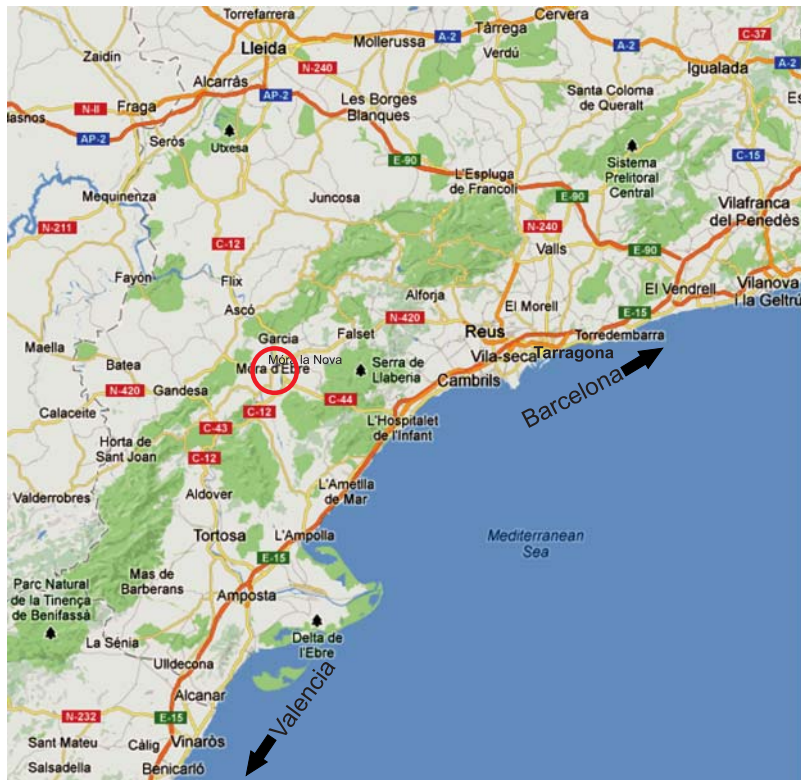 Torrefarrera
Cervera
Tàrrega
Lleida
A-2
Mollerussa
A-2
Verdú
A-2
C-37
Igualada
A-2
Zaidín
N-240
Alcarràs
AP-2
Les Borges
Blanques
Santa Coloma
de Queralt
N-II
Fraga
AP-2
Seròs
Utxesa
E-90
Sistema
Prelitoral
Central
C-15
L'Espluga
de Francolí
E-90
Mequinenza
Juncosa
Vilafranca
del Penedès
N-211
C-12
N-240
Valls
E-90
Fayón
Flix
Vilanova
i la Geltrú
El Vendrell
Alforja
Ascó
El Morell
E-15
N-420
Garcia
Falset
Reus
Torredembarra
Maella
Batea
Móra la Nova
Móra d'Ebre
Serra de
Llaberia
Vila-seca
Tarragona
Cambrils
Barcelona
N-420
Gandesa
C-44
Calaceite
C-12
C-43
L'Hospitalet
de l'Infant
Horta de
Sant Joan
C-12
Valderrobres
Aldover
L'Ametlla
de Mar
Tortosa
L'Ampolla
Mediterranean
Sea
E-15
Parc Natural
de la Tinença
de Benifassà
Mas de
Barberans
Amposta
La Sénia
Delta de
l'Ebre
Ulldecona
Valencia
Alcanar
N-232
E-15
Sant Mateu
Càlig
Vinaròs
Salsadella
Benicarló